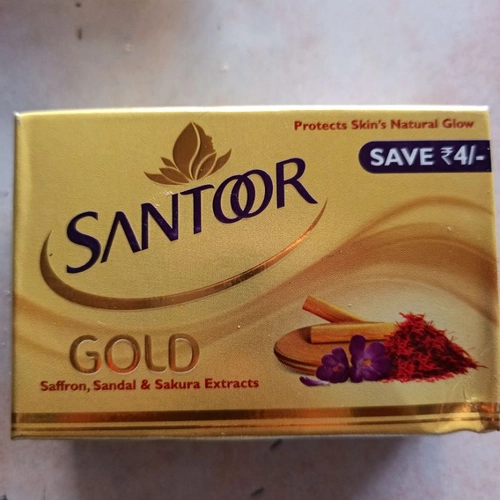 Protects Skin's Natural Glow
SAVE ₹4/-
SANTOOR
GOLD
Saffron, Sandal & Sakura Extracts